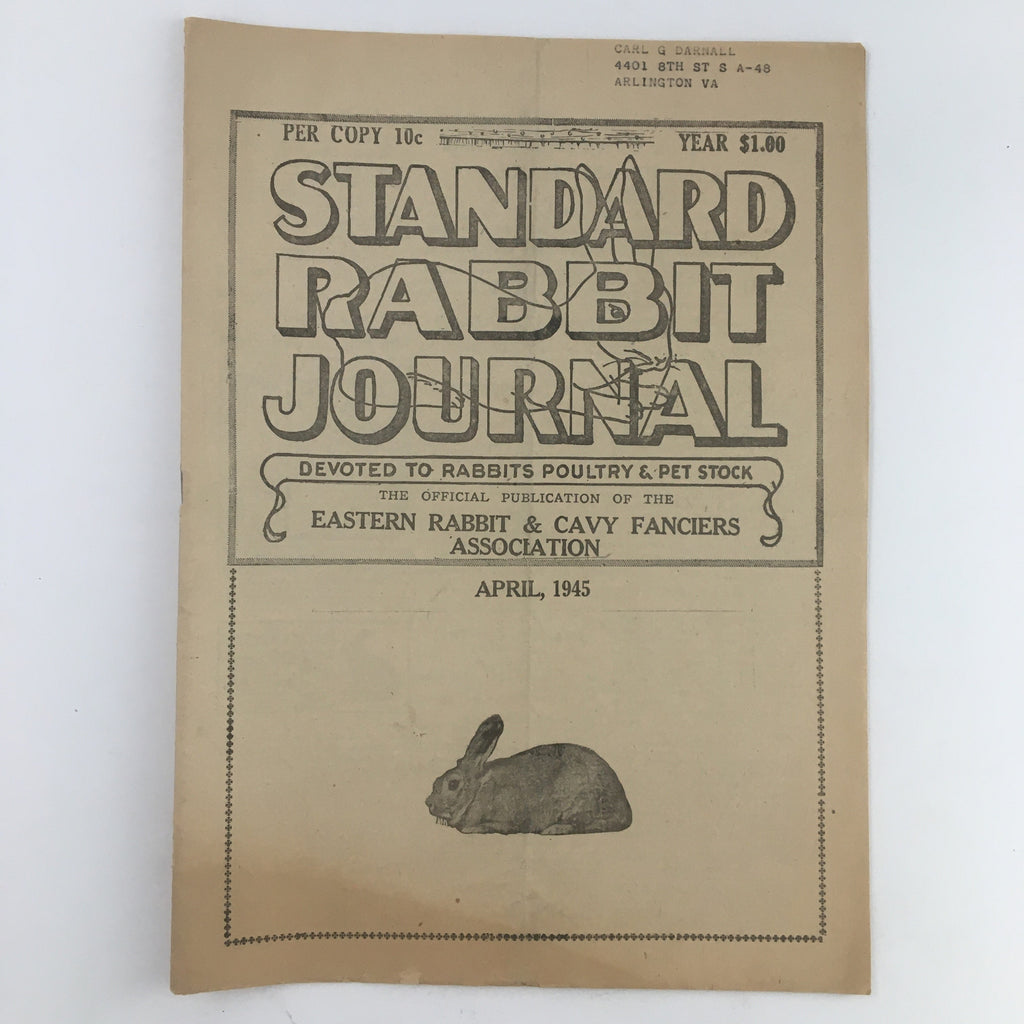 CARL G DARNALL
4401 8TH ST S A-48
ARLINGTON VA
PER COPY 10c YEAR $1.00
STANDARD
RABBIT
JOURNAL
DEVOTED TO RABBITS POULTRY & PET STOCK
THE OFFICIAL PUBLICATION OF THE
EASTERN RABBIT & CAVY FANCIERS
ASSOCIATION
APRIL, 1945